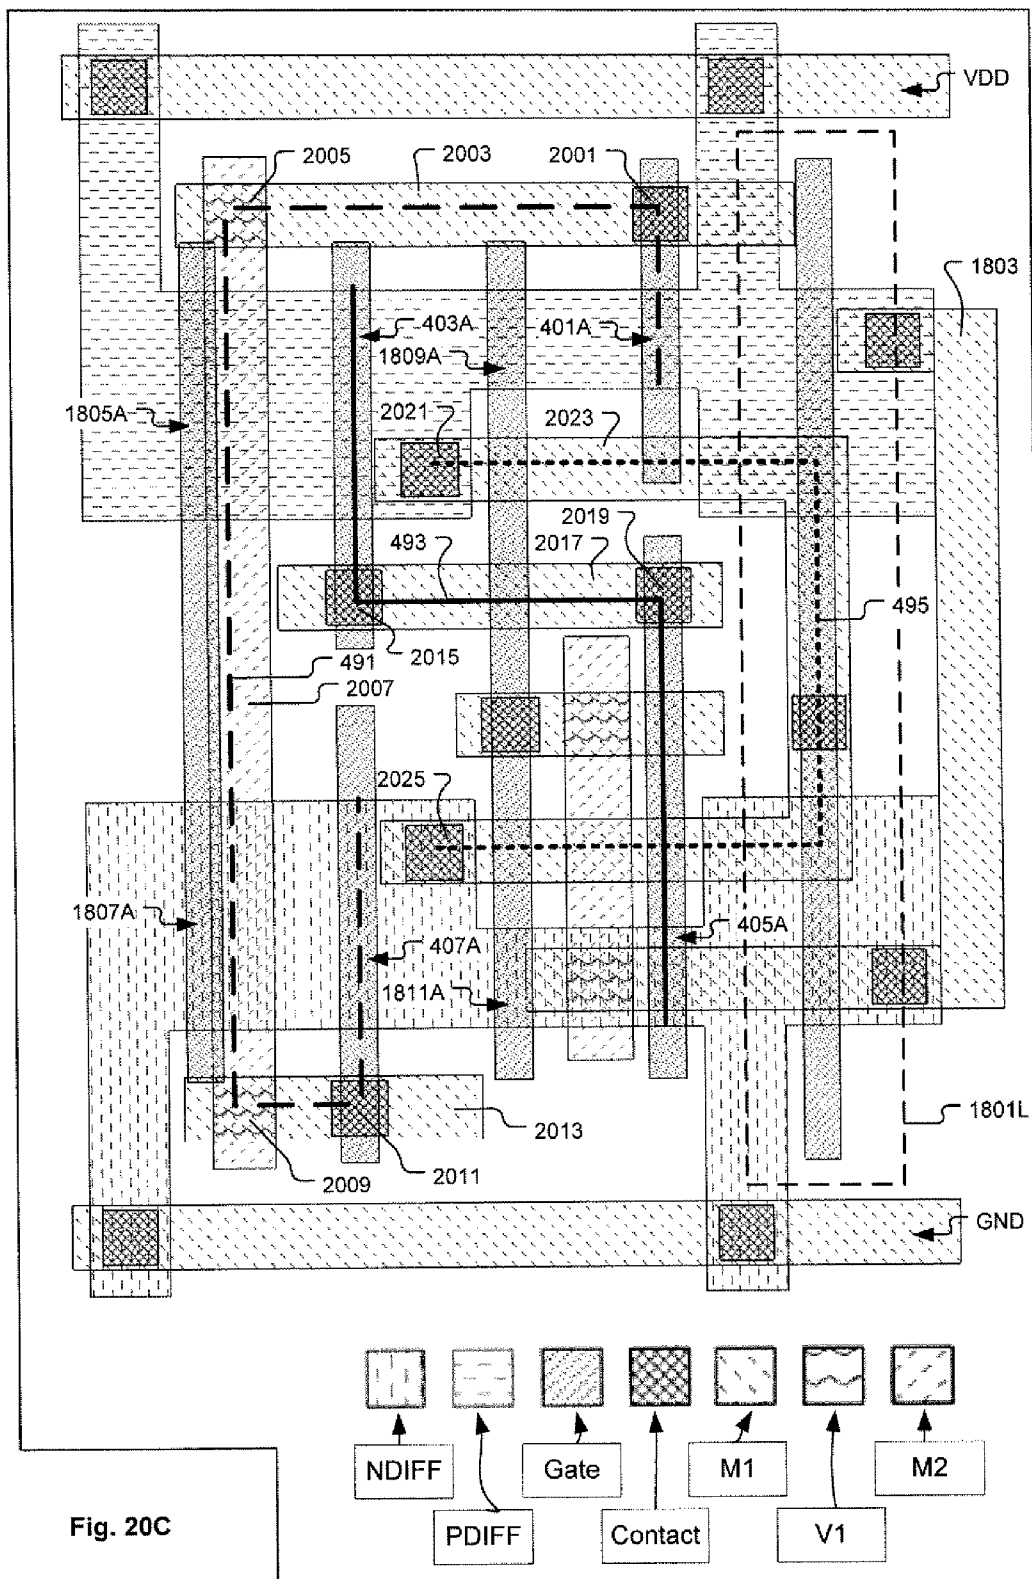 VDD
2005
2003
2001
1803
403A
401A
1809A
1805A
2021
2023
2019
493
2017
495
2015
491
2007
2025
1807A
407A
405A
1811A
1801L
2013
2009
2011
GND
NDIFF
Gate
M1
M2
PDIFF
Contact
V1
Fig. 20C